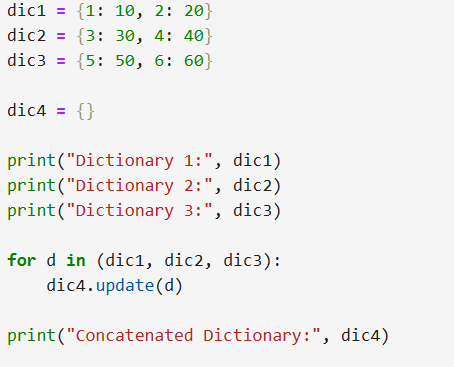 dic1 = {1: 10, 2: 20}
dic2 = {3: 30, 4: 40}
dic3 = {5: 50, 6: 60}
dic4 = {}
print("Dictionary 1:", dic1)
print("Dictionary 2:", dic2)
print("Dictionary 3:", dic3)
for d in (dic1, dic2, dic3):
    dic4.update(d)
print("Concatenated Dictionary:", dic4)